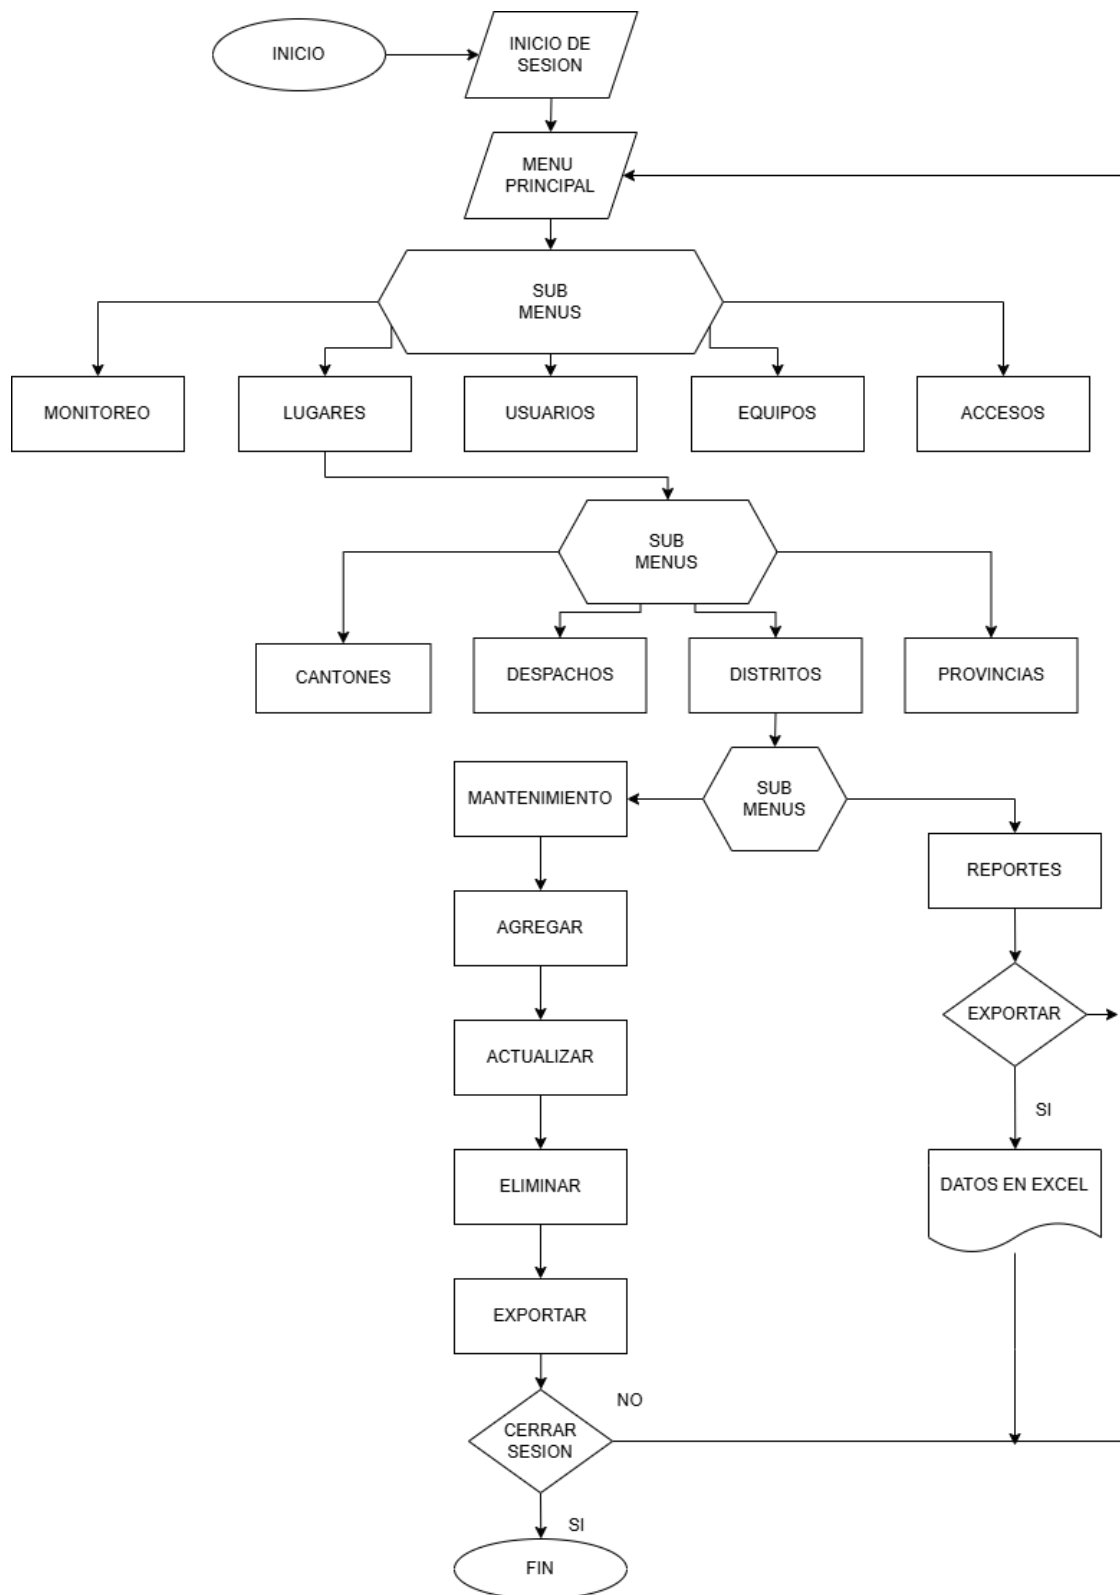 INICIO
INICIO DE
SESION
MENU
PRINCIPAL
SUB
MENUS
MONITOREO
LUGARES
USUARIOS
EQUIPOS
ACCESOS
SUB
MENUS
CANTONES
DESPACHOS
DISTRITOS
PROVINCIAS
SUB
MENUS
MANTENIMIENTO
REPORTES
AGREGAR
EXPORTAR
ACTUALIZAR
SI
ELIMINAR
DATOS EN EXCEL
EXPORTAR
NO
CERRAR
SESION
SI
FIN